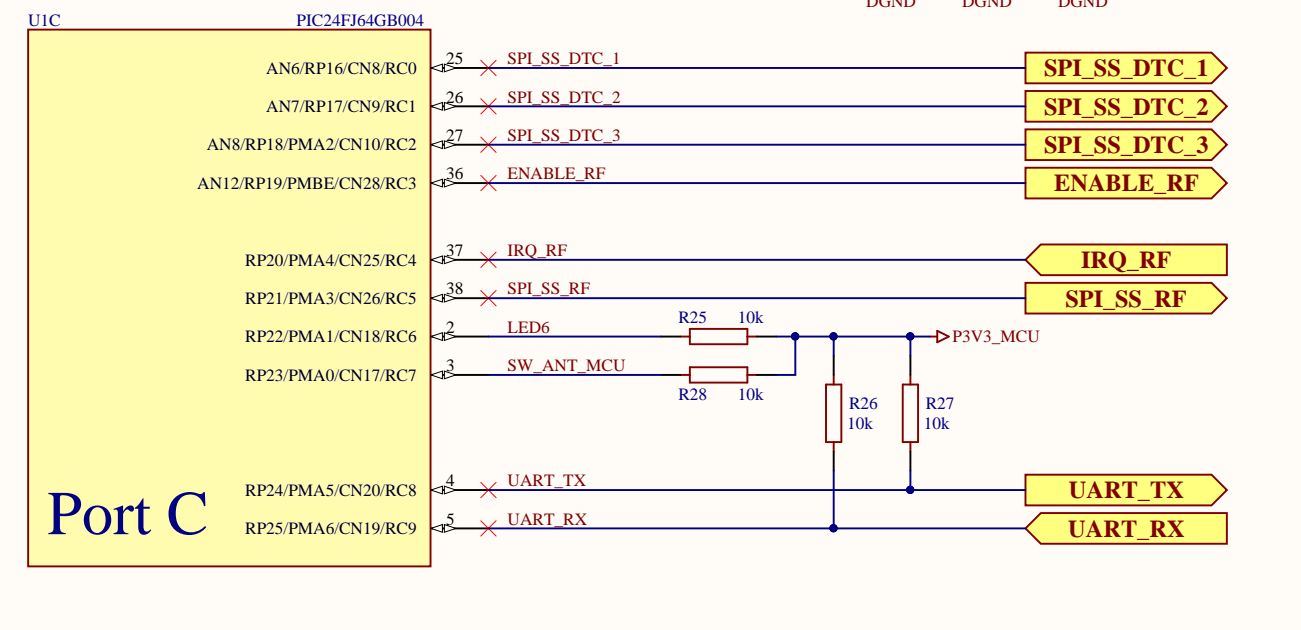 DGND DGND DGND
U1C PIC24FJ64GB004
AN6/RP16/CN8/RC0 25 SPI_SS_DTC_1 SPI_SS_DTC_1
AN7/RP17/CN9/RC1 26 SPI_SS_DTC_2 SPI_SS_DTC_2
AN8/RP18/PMA2/CN10/RC2 27 SPI_SS_DTC_3 SPI_SS_DTC_3
AN12/RP19/PMBE/CN28/RC3 36 ENABLE_RF ENABLE_RF
RP20/PMA4/CN25/RC4 37 IRQ_RF IRQ_RF
RP21/PMA3/CN26/RC5 38 SPI_SS_RF SPI_SS_RF
R25 10k
RP22/PMA1/CN18/RC6 2 LED6 P3V3_MCU
RP23/PMA0/CN17/RC7 3 SW_ANT_MCU
R28 10k
R26 R27
10k 10k
RP24/PMA5/CN20/RC8 4 UART_TX UART_TX
Port C
RP25/PMA6/CN19/RC9 5 UART_RX UART_RX